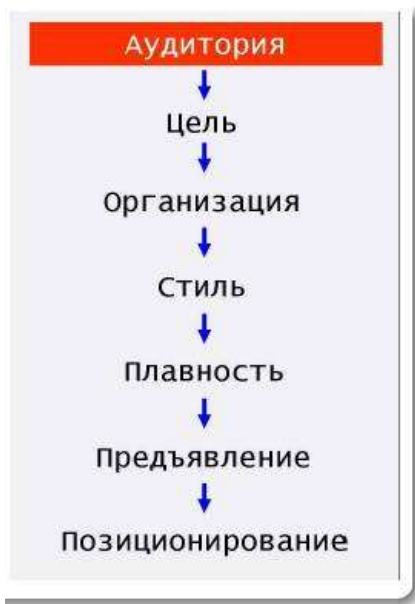 Аудитория
Цель
Организация
Стиль
Плавность
Предъявление
Позиционирование